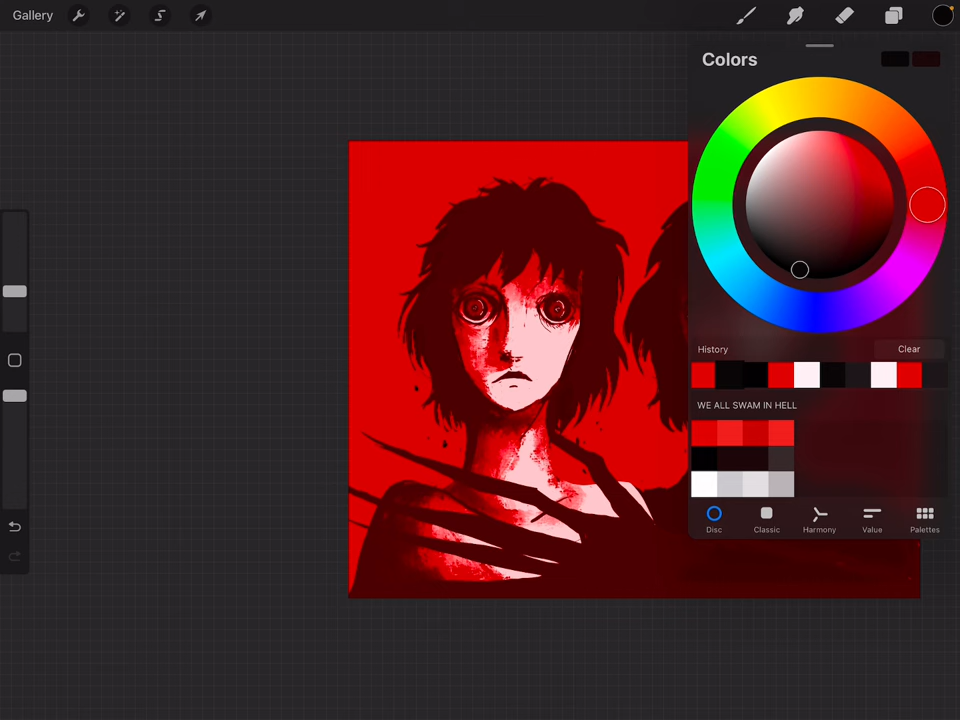 Gallery
Colors
History
Clear
WE ALL SWAM IN HELL
Disc
Classic
Harmony
Value
Palettes